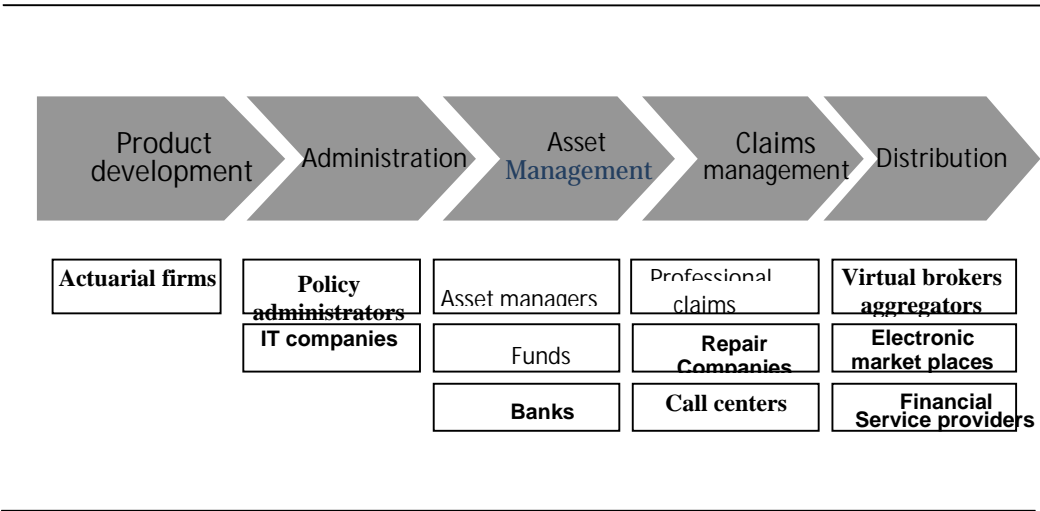 Product
development
Administration
Asset
Management
Claims
management
Distribution
Actuarial firms
Policy
administrators
IT companies
Asset managers
Funds
Banks
Professional
claims
Repair
Companies
Call centers
Virtual brokers
aggregators
Electronic
market places
Financial
Service providers